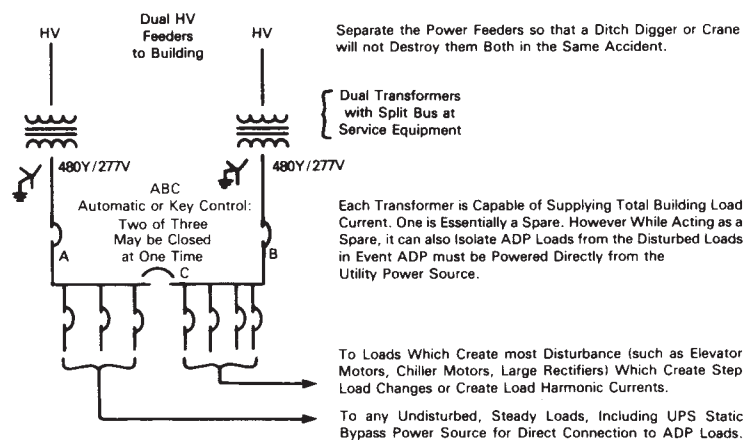 HV
Dual HV
Feeders
to Building
HV
Separate the Power Feeders so that a Ditch Digger or Crane
will not Destroy them Both in the Same Accident.
Dual Transformers
with Split Bus at
Service Equipment
480Y/277V
480Y/277V
ABC
Automatic or Key Control:
Two of Three
May be Closed
at One Time
A
B
C
Each Transformer is Capable of Supplying Total Building Load
Current. One is Essentially a Spare. However While Acting as a
Spare, it can also Isolate ADP Loads from the Disturbed Loads
in Event ADP must be Powered Directly from the
Utility Power Source.
To Loads Which Create most Disturbance (such as Elevator
Motors, Chiller Motors, Large Rectifiers) Which Create Step
Load Changes or Create Load Harmonic Currents.
To any Undisturbed, Steady Loads, Including UPS Static
Bypass Power Source for Direct Connection to ADP Loads.